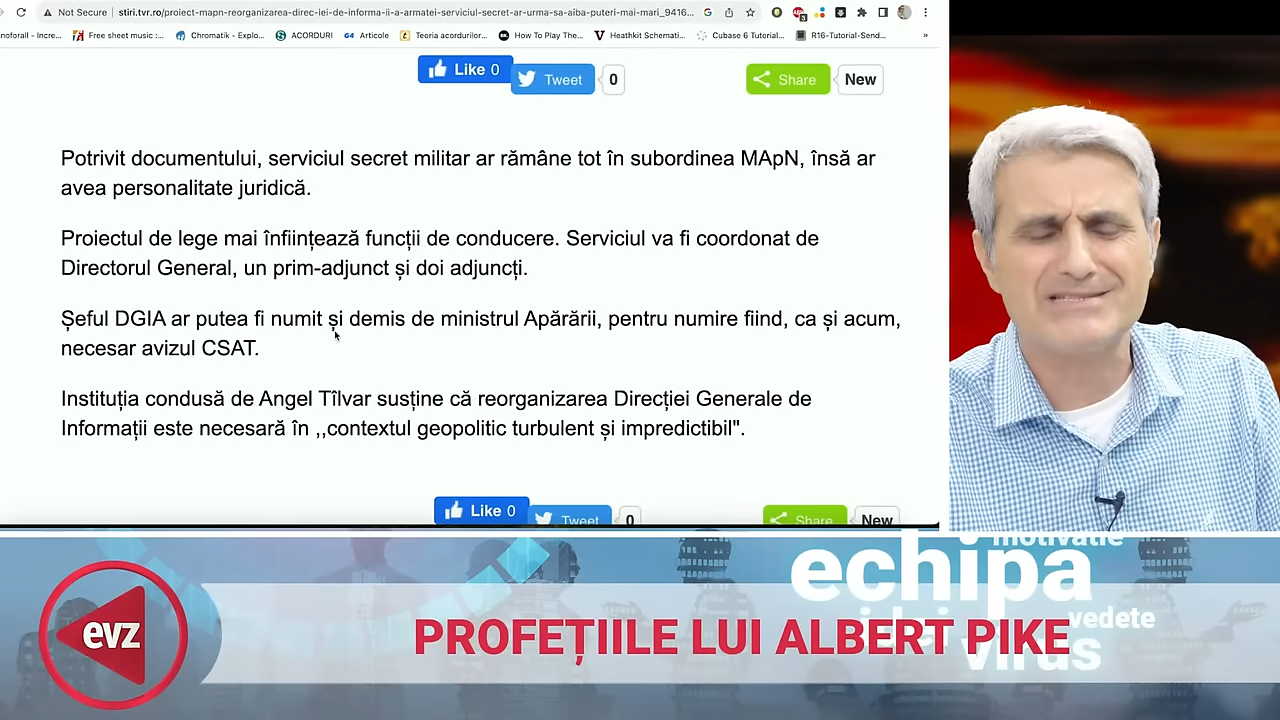 Not Secure | stiri.tvr.ro/proiect-mapn-reorganizarea-direc-iei-de-informa-ii-a-armatei-serviciul-secret-ar-urma-sa-aiba-puteri-mai-mari_9416...
noforall - Incre... Free sheet music :... Chromatik - Explo... ACORDURI G4 Articole Teoria acordurilor... How To Play The... Heathkit Schemati... Cubase 6 Tutorial... R16-Tutorial-Send... »
Like 0 Tweet 0 Share New
Potrivit documentului, serviciul secret militar ar rămâne tot în subordinea MApN, însă ar
avea personalitate juridică.
Proiectul de lege mai înființează funcții de conducere. Serviciul va fi coordonat de
Directorul General, un prim-adjunct și doi adjuncți.
Șeful DGIA ar putea fi numit și demis de ministrul Apărării, pentru numire fiind, ca și acum,
necesar avizul CSAT.
Instituția condusă de Angel Tîlvar susține că reorganizarea Direcției Generale de
Informații este necesară în ,,contextul geopolitic turbulent și impredictibil".
Like 0 Tweet 0 Share New
motivatie
echipa
vedete
virus
evz
PROFEȚIILE LUI ALBERT PIKE